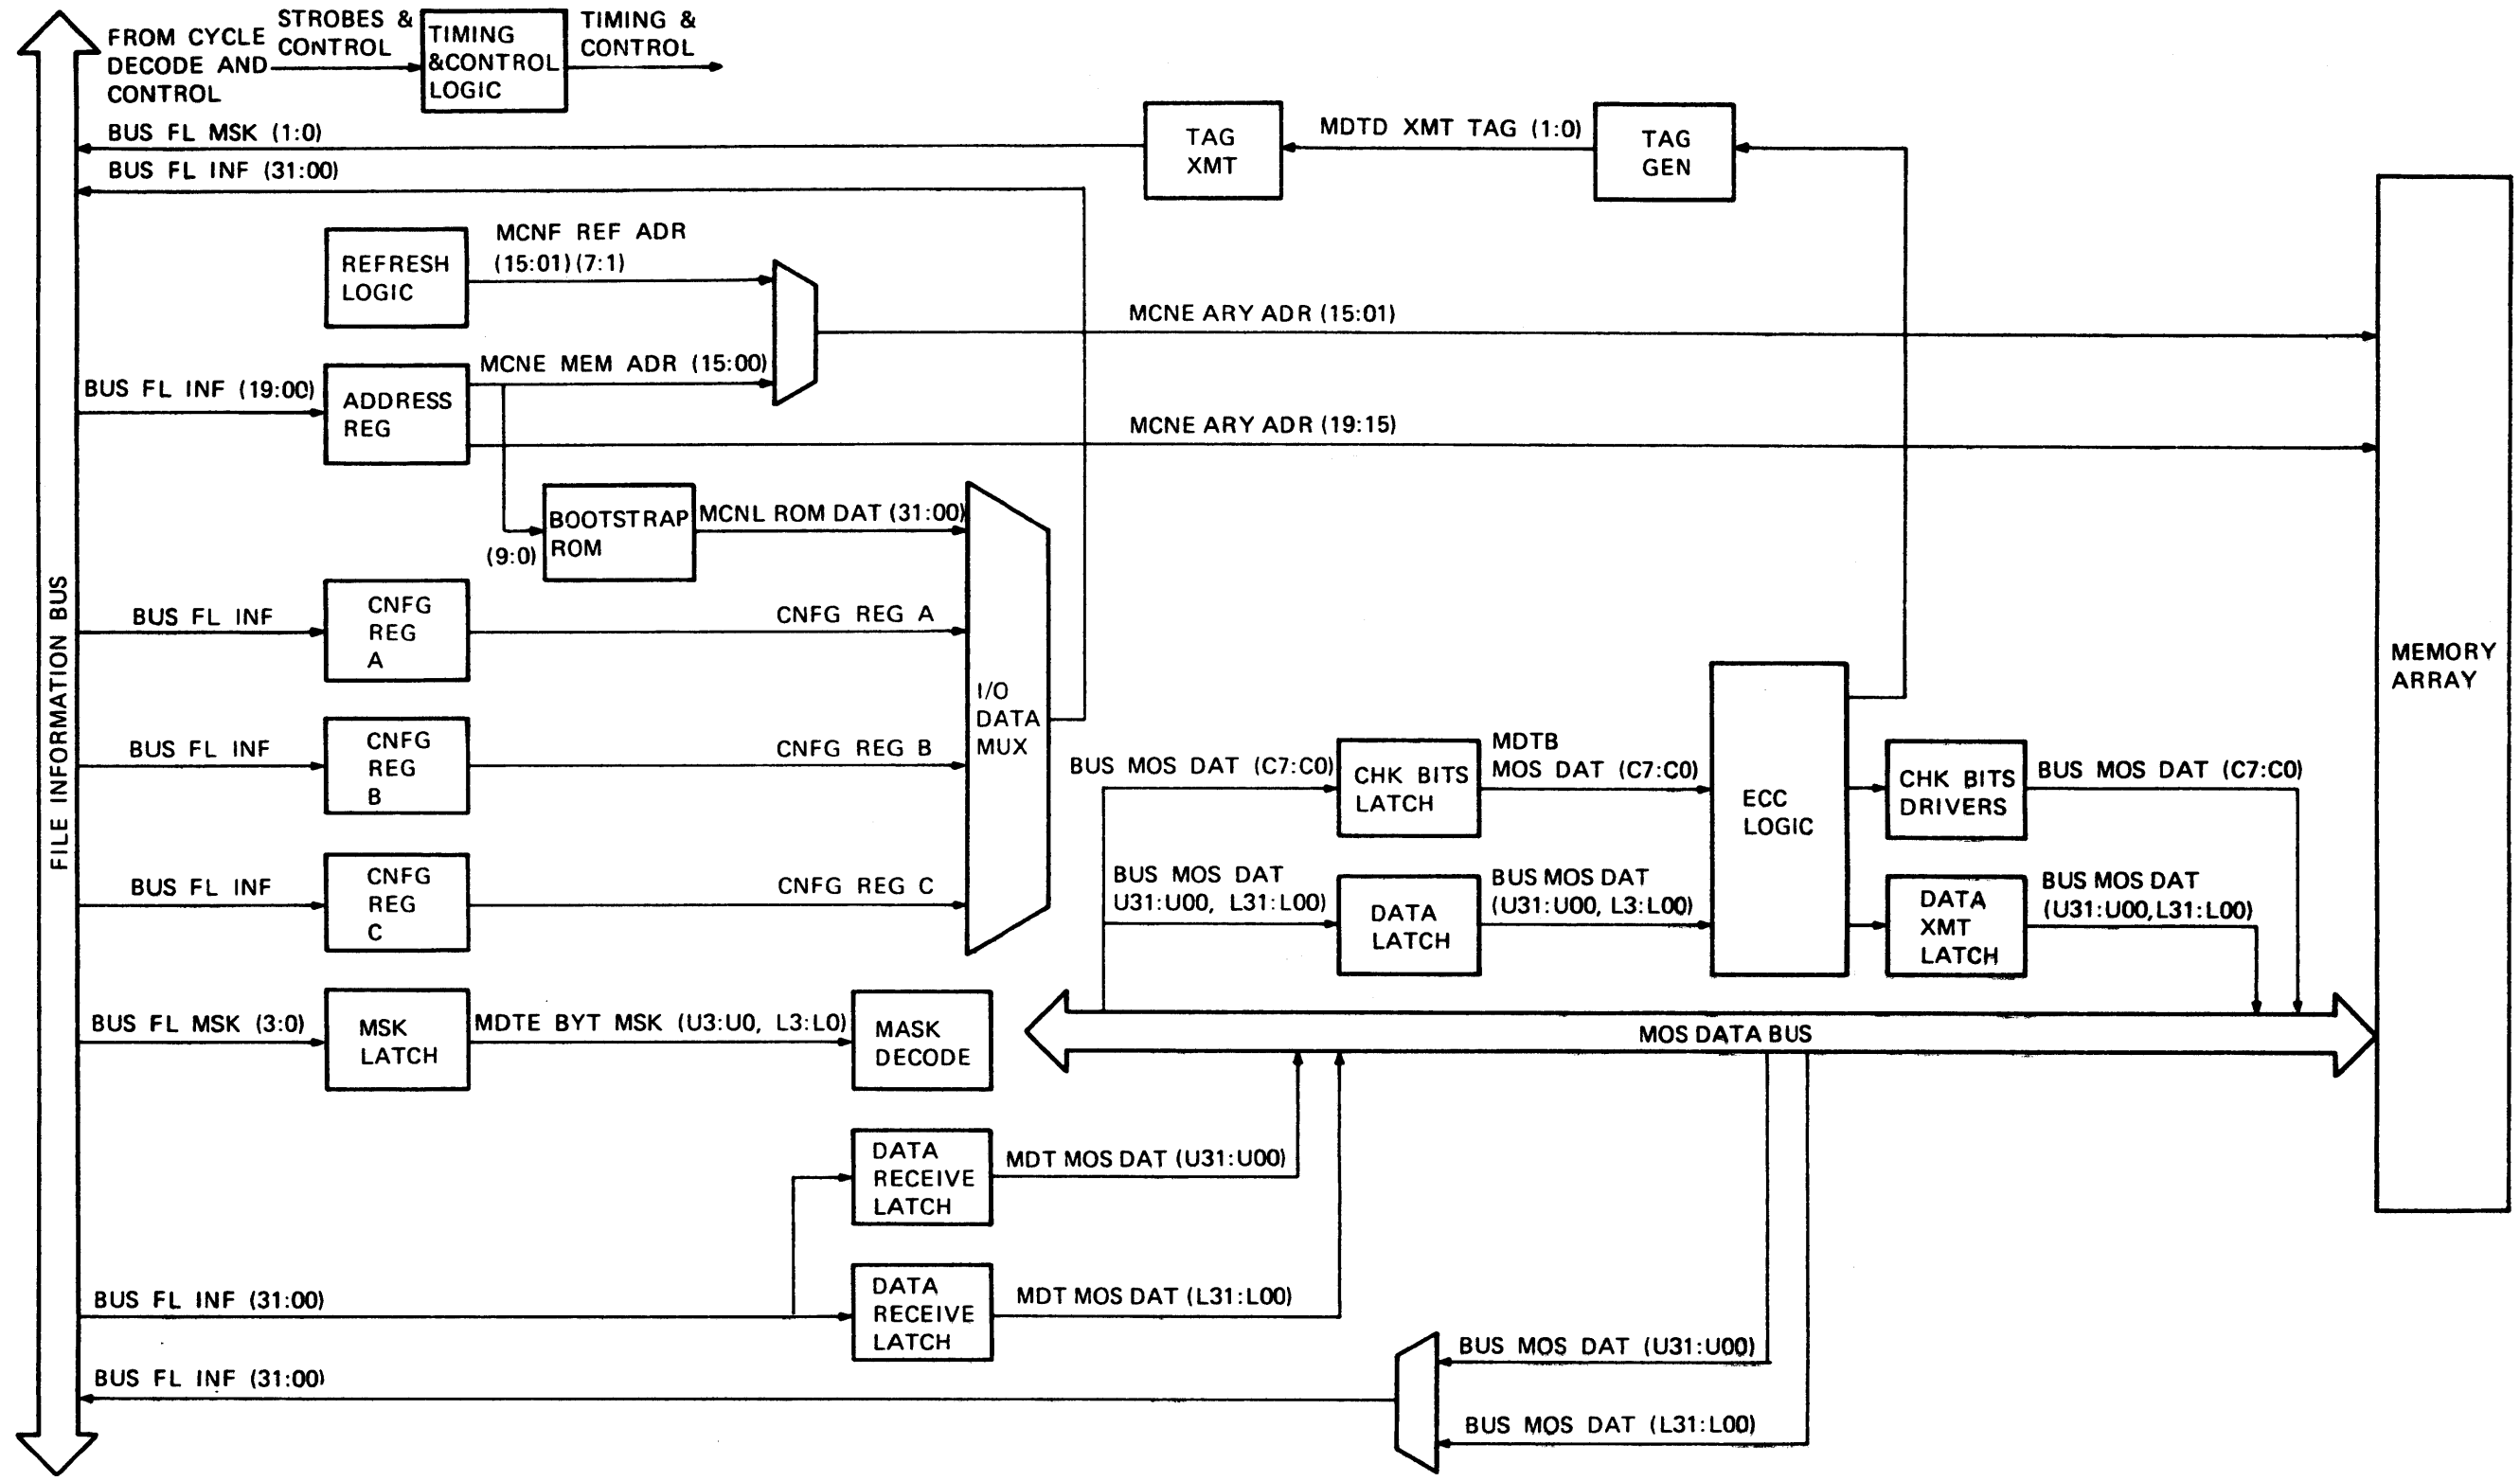 FROM CYCLE
DECODE AND
CONTROL
STROBES &
CONTROL
TIMING
&CONTROL
LOGIC
TIMING &
CONTROL
BUS FL MSK (1:0)
TAG
XMT
MDTD XMT TAG (1:0)
TAG
GEN
BUS FL INF (31:00)
REFRESH
LOGIC
MCNF REF ADR
(15:01)(7:1)
MCNE ARY ADR (15:01)
MCNE MEM ADR (15:00)
BUS FL INF (19:00)
ADDRESS
REG
MCNE ARY ADR (19:15)
BOOTSTRAP
ROM
(9:0)
MCNL ROM DAT (31:00)
FILE INFORMATION BUS
BUS FL INF
CNFG
REG
A
CNFG REG A
I/O
DATA
MUX
MEMORY
ARRAY
BUS FL INF
CNFG
REG
B
CNFG REG B
BUS MOS DAT (C7:C0)
CHK BITS
LATCH
MDTB
MOS DAT (C7:C0)
ECC
LOGIC
CHK BITS
DRIVERS
BUS MOS DAT (C7:C0)
BUS FL INF
CNFG
REG
C
CNFG REG C
BUS MOS DAT
U31:U00, L31:L00)
DATA
LATCH
BUS MOS DAT
(U31:U00, L3:L00)
DATA
XMT
LATCH
BUS MOS DAT
(U31:U00,L31:L00)
BUS FL MSK (3:0)
MSK
LATCH
MDTE BYT MSK (U3:U0, L3:L0)
MASK
DECODE
MOS DATA BUS
DATA
RECEIVE
LATCH
MDT MOS DAT (U31:U00)
BUS FL INF (31:00)
DATA
RECEIVE
LATCH
MDT MOS DAT (L31:L00)
BUS MOS DAT (U31:U00)
BUS FL INF (31:00)
BUS MOS DAT (L31:L00)